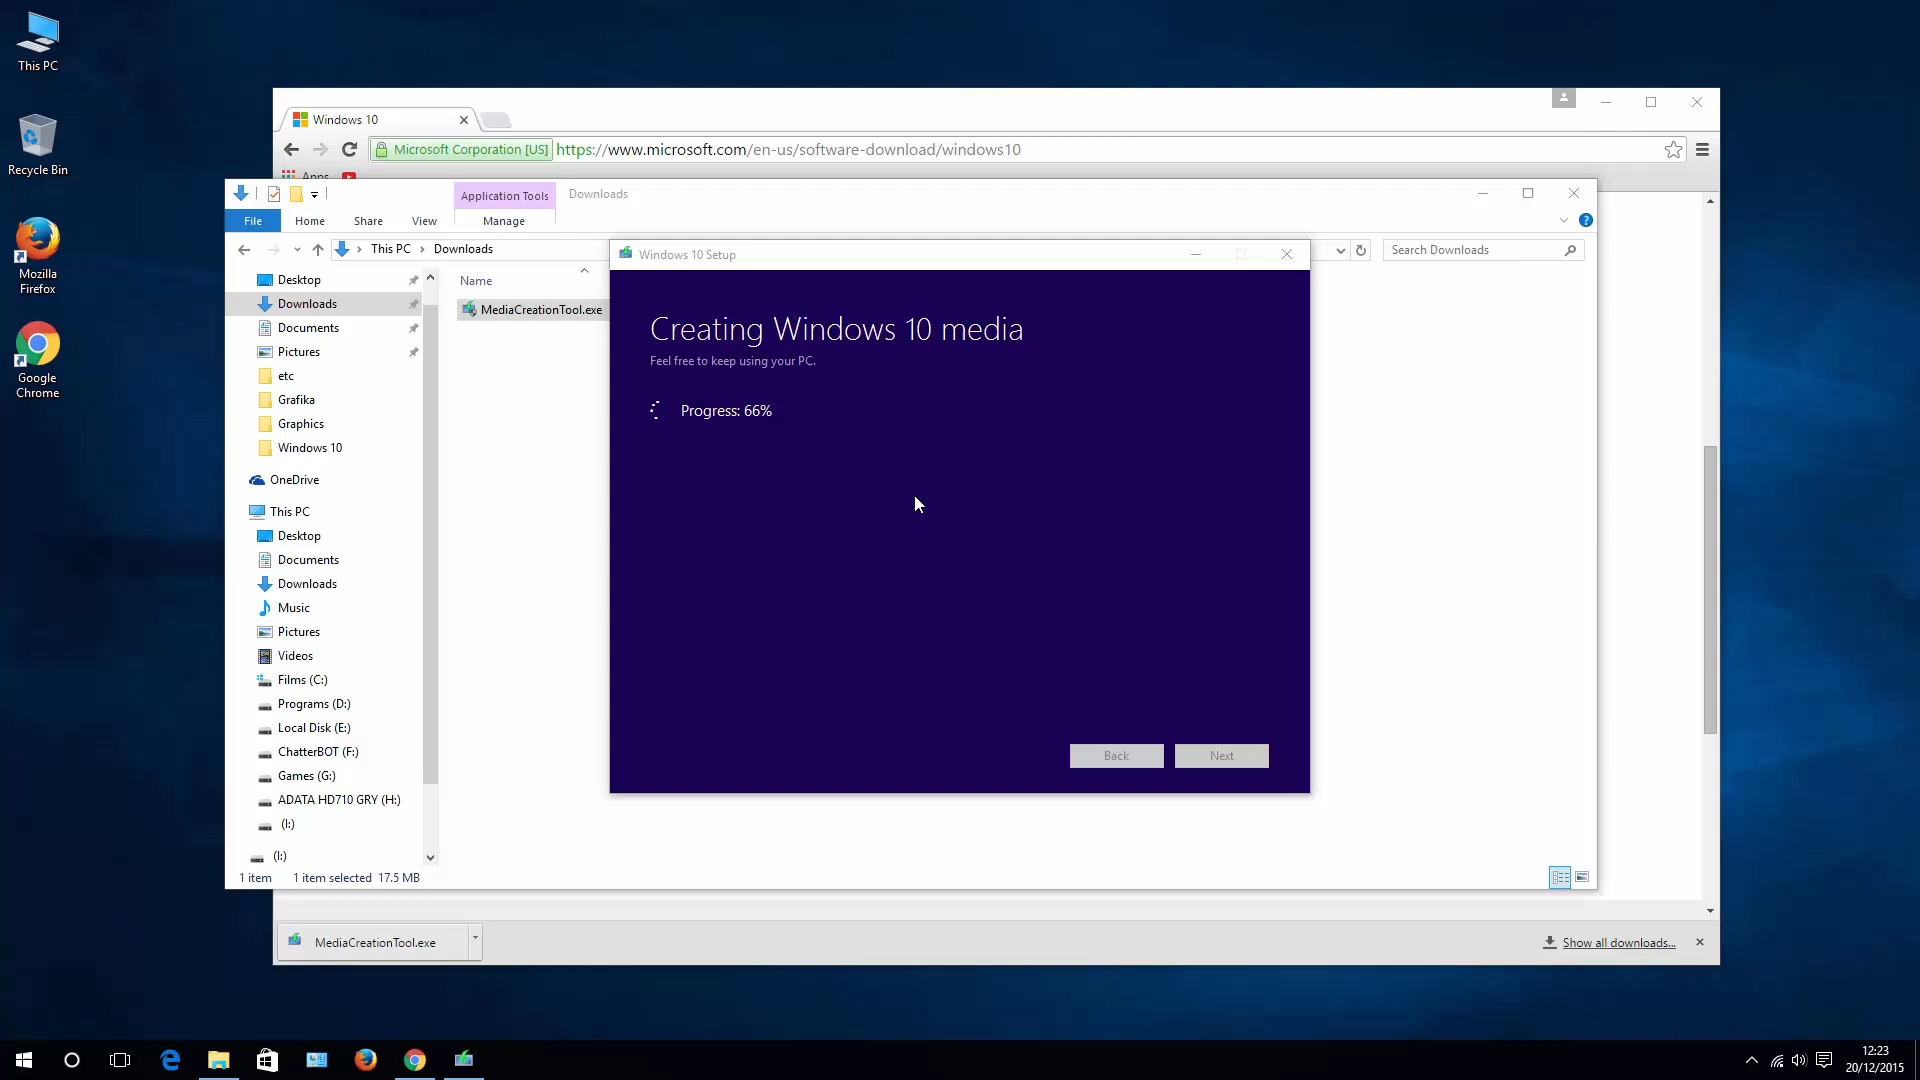 This PC
Recycle Bin
Mozilla
Firefox
Google
Chrome
Windows 10
Microsoft Corporation [US] https://www.microsoft.com/en-us/software-download/windows10
Apps
Application Tools Downloads
File Home Share View Manage
This PC Downloads
Search Downloads
Desktop
Downloads
Documents
Pictures
etc
Grafika
Graphics
Windows 10
OneDrive
This PC
Desktop
Documents
Downloads
Music
Pictures
Videos
Films (C:)
Programs (D:)
Local Disk (E:)
ChatterBOT (F:)
Games (G:)
ADATA HD710 GRY (H:)
(I:)
(I:)
Name
MediaCreationTool.exe
1 item 1 item selected 17.5 MB
Windows 10 Setup
Creating Windows 10 media
Feel free to keep using your PC.
Progress: 66%
Back Next
MediaCreationTool.exe
Show all downloads...
12:23
20/12/2015